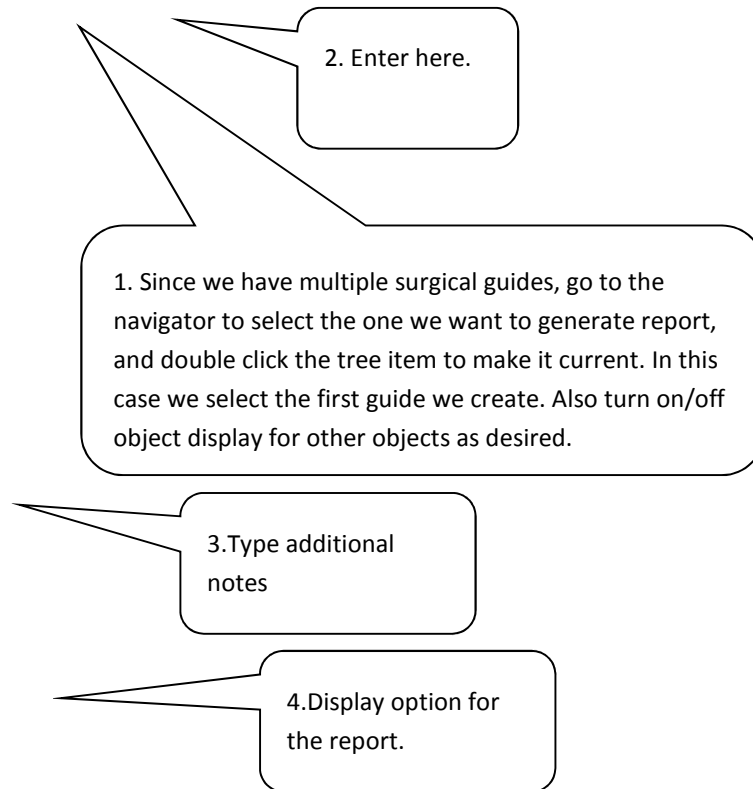 2. Enter here.
1. Since we have multiple surgical guides, go to the
navigator to select the one we want to generate report,
and double click the tree item to make it current. In this
case we select the first guide we create. Also turn on/off
object display for other objects as desired.
3.Type additional
notes
4.Display option for
the report.